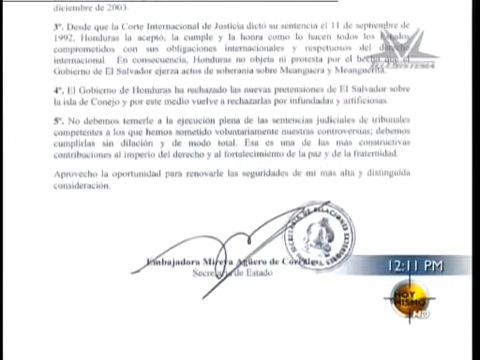 diciembre de 2003.
3º. Desde que la Corte Internacional de Justicia dictó su sentencia el 11 de septiembre de
1992, Honduras la aceptó, la cumple y la honra como lo hacen todos los
comprometidos con sus obligaciones internacionales y respetuosos del derecho
internacional. En consecuencia, Honduras no objeta ni protesta por el hecho que el
Gobierno de El Salvador ejerza actos de soberanía sobre Meanguera y Meanguerita.
4º. El Gobierno de Honduras ha rechazado las nuevas pretensiones de El Salvador sobre
la isla de Conejo y por este medio vuelve a rechazarlas por infundadas y artificiosas.
5º. No debemos temerle a la ejecución plena de las sentencias judiciales de tribunales
competentes a los que hemos sometido voluntariamente nuestras controversias; debemos
cumplirlas sin dilación y de modo total. Esa es una de las más constructivas
contribuciones al imperio del derecho y al fortalecimiento de la paz y de la fraternidad.
Aprovecho la oportunidad para renovarle las seguridades de mi más alta y distinguida
consideración.
Embajadora Mireya Agüero de Corrales
Secretaria de Estado
SECRETARIA DE RELACIONES EXTERIORES
TELESISTEMA
12:11 PM
HOY
MISMO